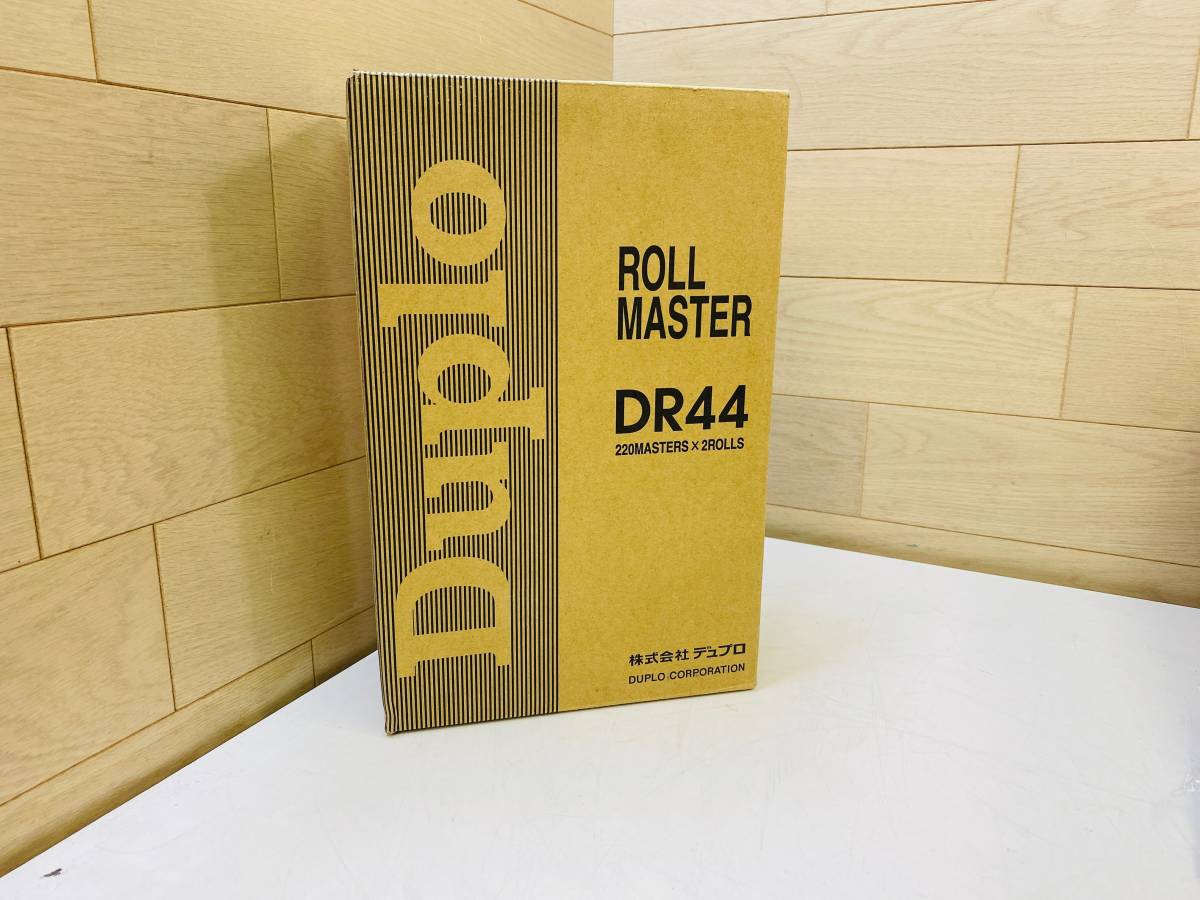 Duplo
ROLL
MASTER
DR44
220MASTERS×2ROLLS
株式会社 デュプロ
DUPLO CORPORATION